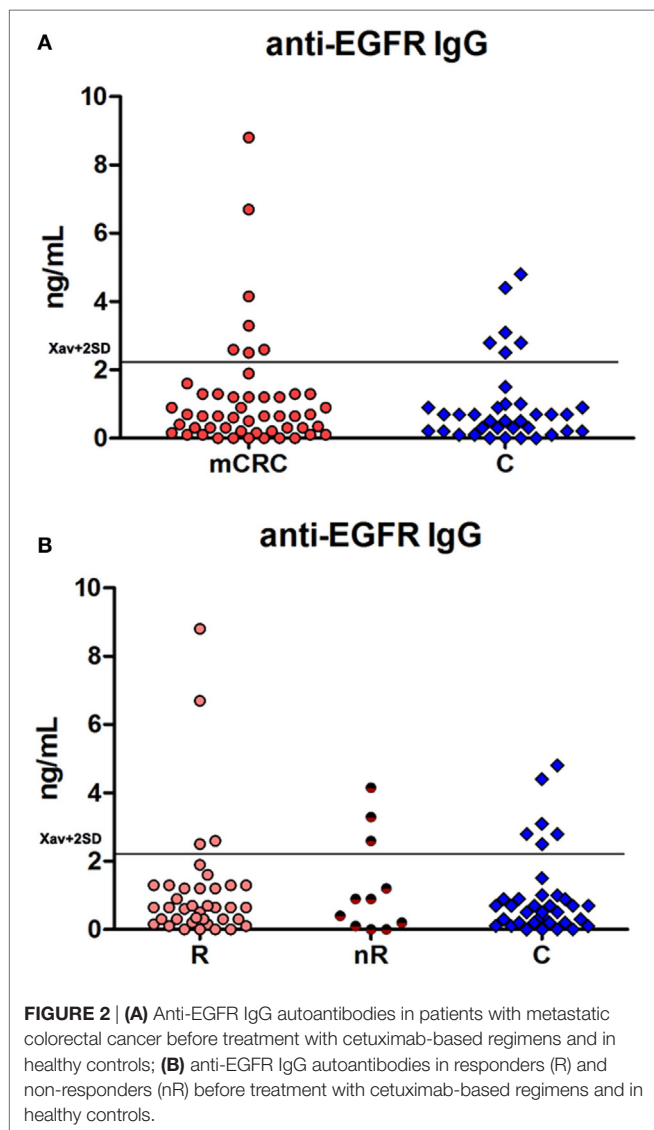 A
anti-EGFR IgG
10
8
6
4
2
0
ng/mL
Xav+2SD
mCRC C
B
anti-EGFR IgG
10
8
6
4
2
0
ng/mL
Xav+2SD
R nR C
FIGURE 2 | (A) Anti-EGFR IgG autoantibodies in patients with metastatic
colorectal cancer before treatment with cetuximab-based regimens and in
healthy controls; (B) anti-EGFR IgG autoantibodies in responders (R) and
non-responders (nR) before treatment with cetuximab-based regimens and in
healthy controls.